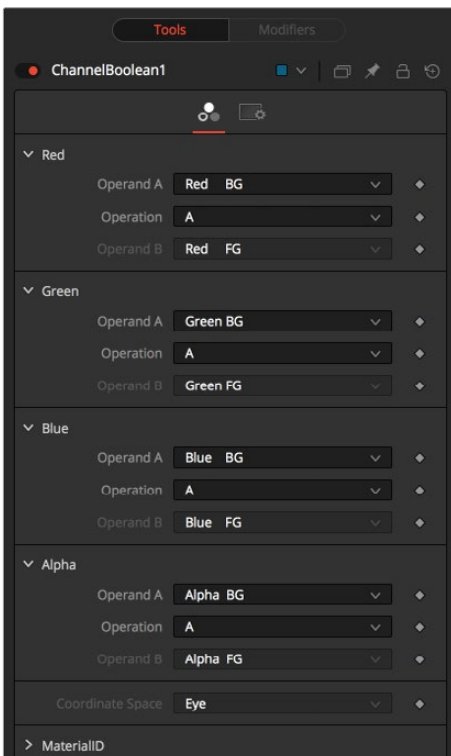 Tools Modifiers
ChannelBoolean1
Red
Operand A Red BG
Operation A
Operand B Red FG
Green
Operand A Green BG
Operation A
Operand B Green FG
Blue
Operand A Blue BG
Operation A
Operand B Blue FG
Alpha
Operand A Alpha BG
Operation A
Operand B Alpha FG
Coordinate Space Eye
MaterialID